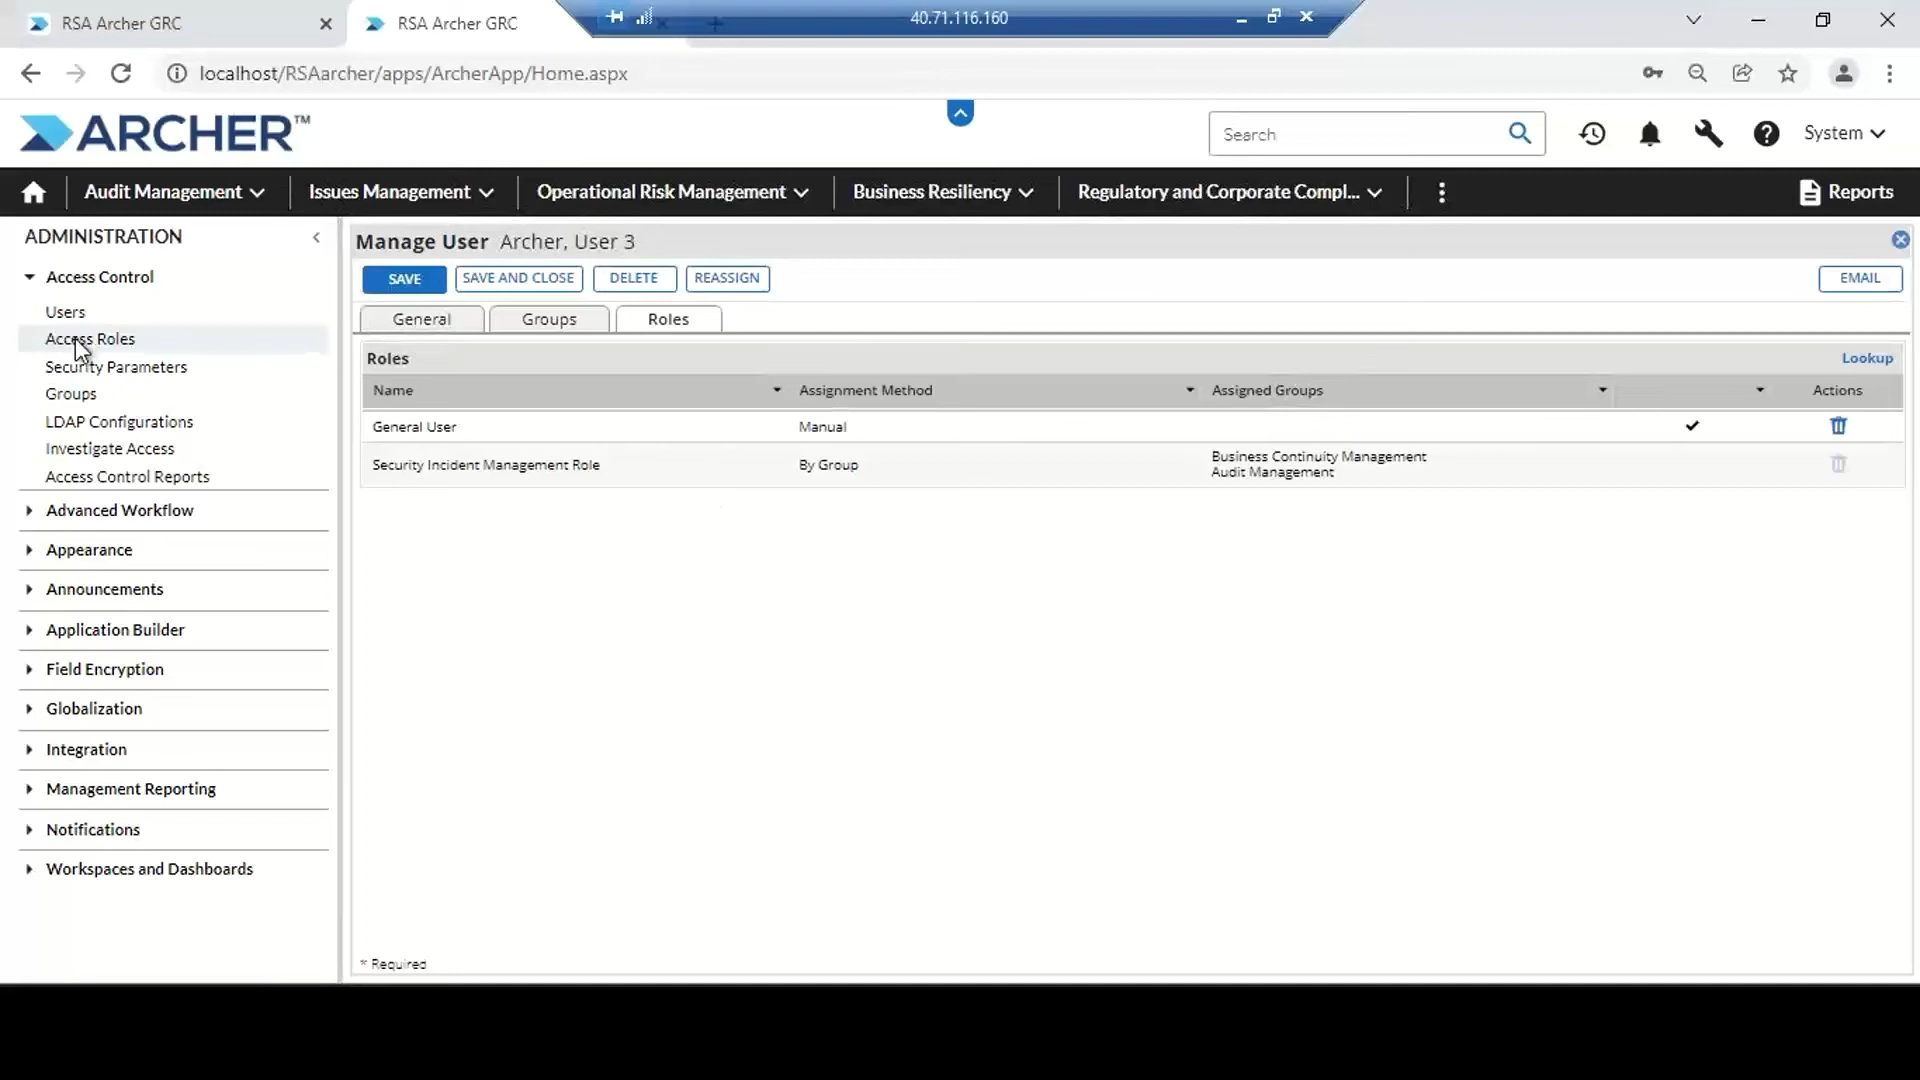 RSA Archer GRC
RSA Archer GRC
40.71.116.160
localhost/RSAarcher/apps/ArcherApp/Home.aspx
ARCHER™
Search
System
Audit Management
Issues Management
Operational Risk Management
Business Resiliency
Regulatory and Corporate Compl...
Reports
ADMINISTRATION
Access Control
Users
Access Roles
Security Parameters
Groups
LDAP Configurations
Investigate Access
Access Control Reports
Advanced Workflow
Appearance
Announcements
Application Builder
Field Encryption
Globalization
Integration
Management Reporting
Notifications
Workspaces and Dashboards
Manage User Archer, User 3
SAVE
SAVE AND CLOSE
DELETE
REASSIGN
EMAIL
General
Groups
Roles
Roles
Lookup
Name
Assignment Method
Assigned Groups
Actions
General User
Manual
Security Incident Management Role
By Group
Business Continuity Management
Audit Management
* Required